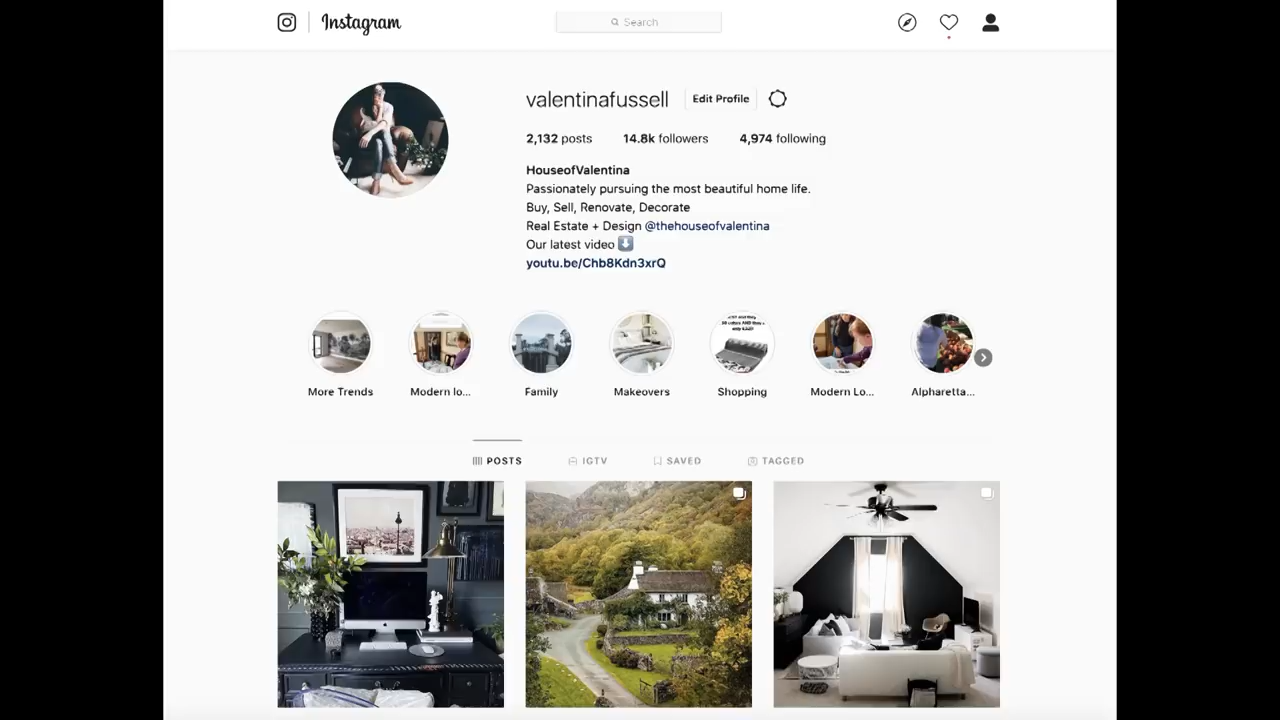 Instagram
Search
valentinafussell Edit Profile
2,132 posts 14.8k followers 4,974 following
HouseofValentina
Passionately pursuing the most beautiful home life.
Buy, Sell, Renovate, Decorate
Real Estate + Design @thehouseofvalentina
Our latest video ⬇️
youtu.be/Chb8Kdn3xrQ
More Trends Modern lo... Family Makeovers Shopping Modern Lo... Alpharetta...
POSTS IGTV SAVED TAGGED